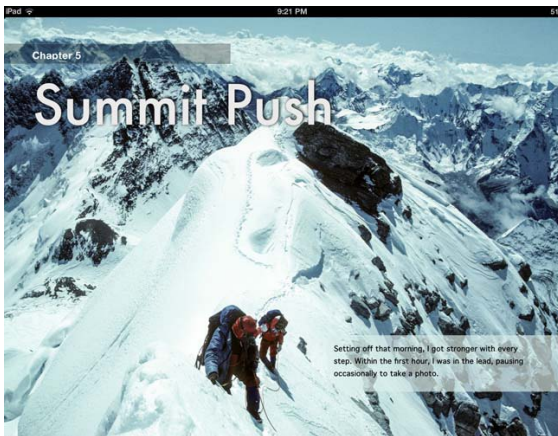 iPad
9:21 PM
51
Chapter 5
Summit Push
Setting off that morning, I got stronger with every
step. Within the first hour, I was in the lead, pausing
occasionally to take a photo.